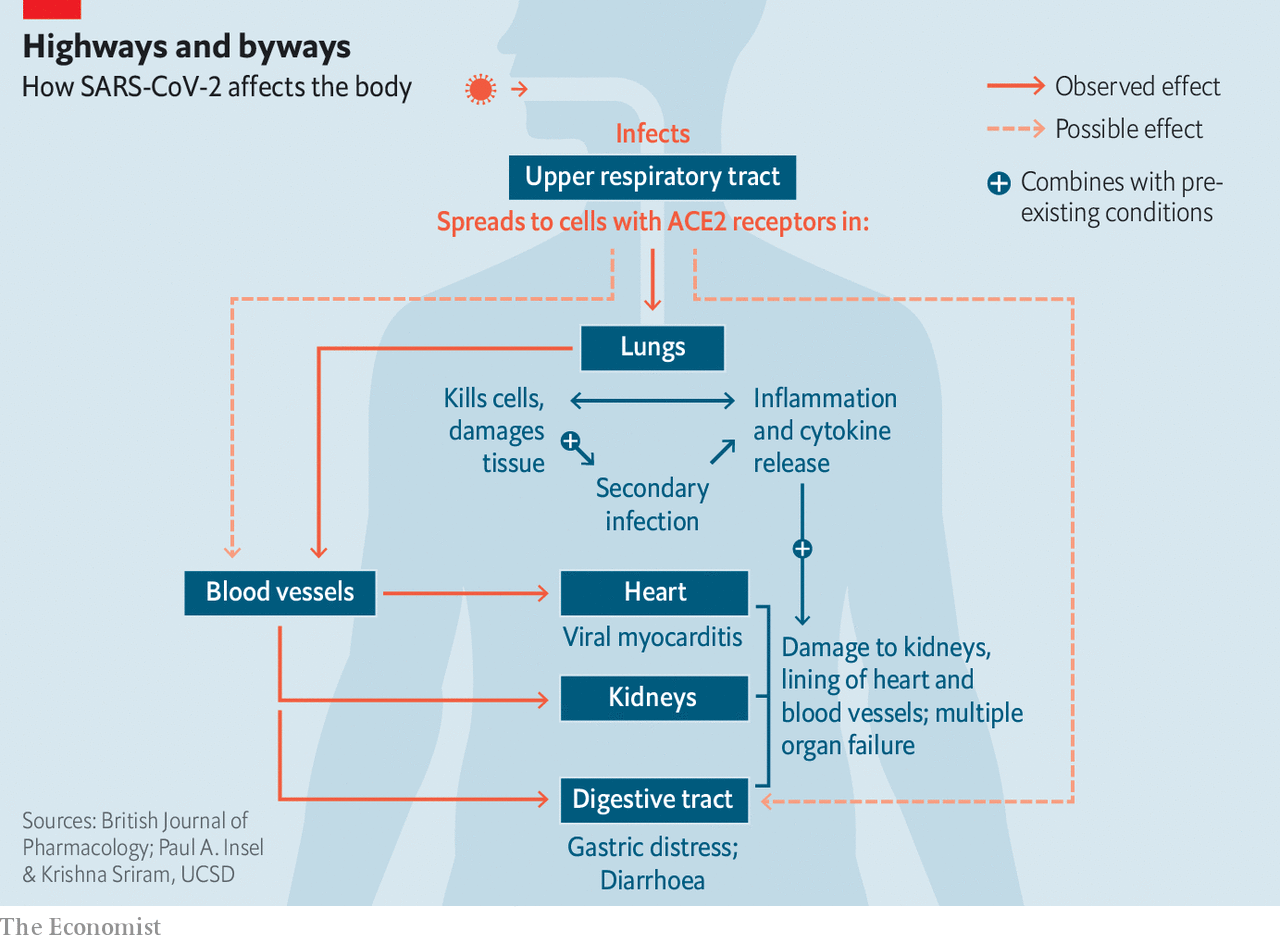 Highways and byways
How SARS-CoV-2 affects the body
Observed effect
Possible effect
Combines with pre-
existing conditions
Infects
Upper respiratory tract
Spreads to cells with ACE2 receptors in:
Lungs
Kills cells,
damages
tissue
Inflammation
and cytokine
release
Secondary
infection
Blood vessels
Heart
Viral myocarditis
Kidneys
Damage to kidneys,
lining of heart and
blood vessels; multiple
organ failure
Digestive tract
Gastric distress;
Diarrhoea
Sources: British Journal of
Pharmacology; Paul A. Insel
& Krishna Sriram, UCSD
The Economist